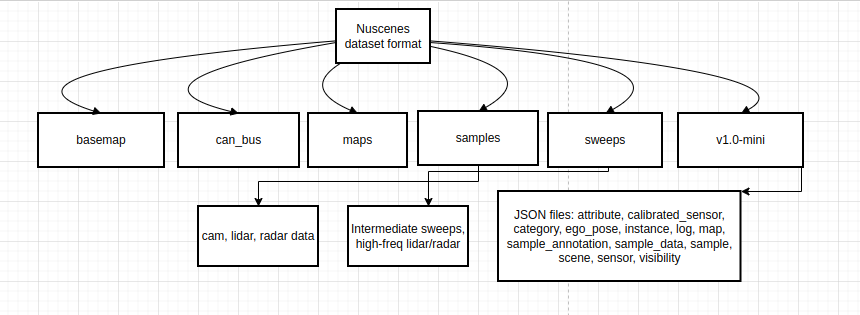 Nuscenes
dataset format
basemap
can_bus
maps
samples
sweeps
v1.0-mini
cam, lidar, radar data
Intermediate sweeps,
high-freq lidar/radar
JSON files: attribute, calibrated_sensor,
category, ego_pose, instance, log, map,
sample_annotation, sample_data, sample,
scene, sensor, visibility